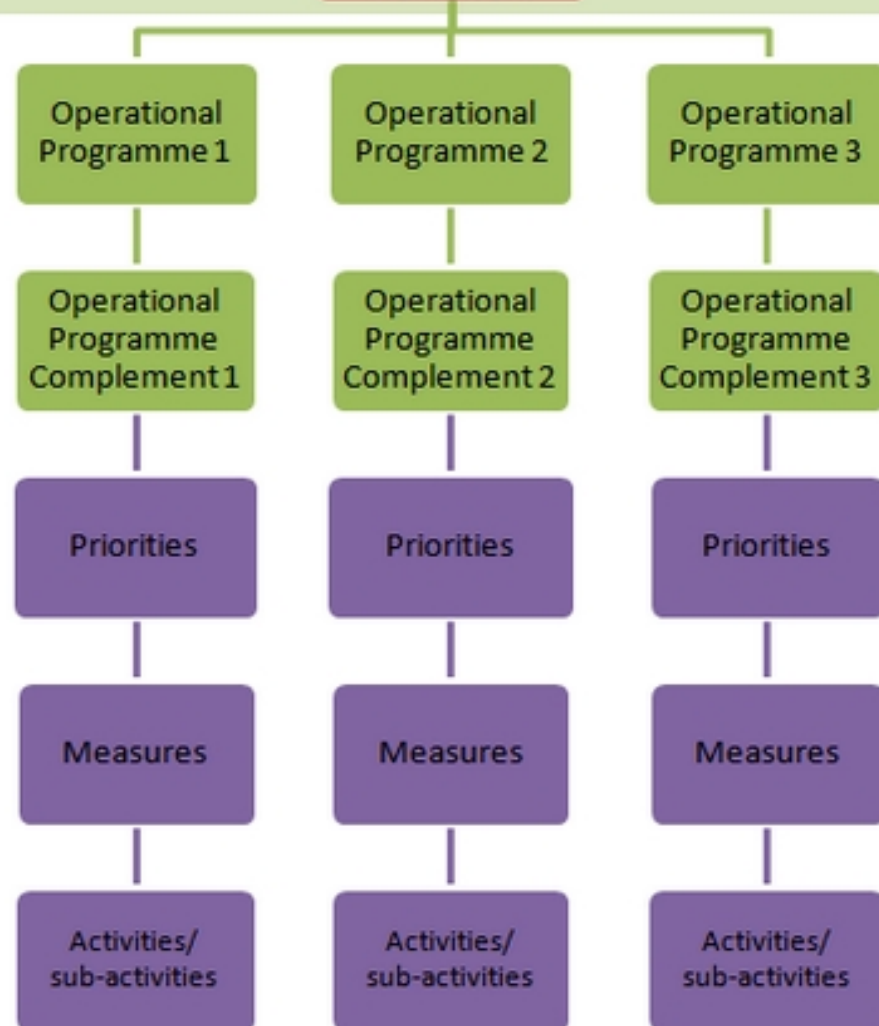 Operational
Programme 1
Operational
Programme 2
Operational
Programme 3
Operational
Programme
Complement 1
Operational
Programme
Complement 2
Operational
Programme
Complement 3
Priorities
Priorities
Priorities
Measures
Measures
Measures
Activities/
sub-activities
Activities/
sub-activities
Activities/
sub-activities